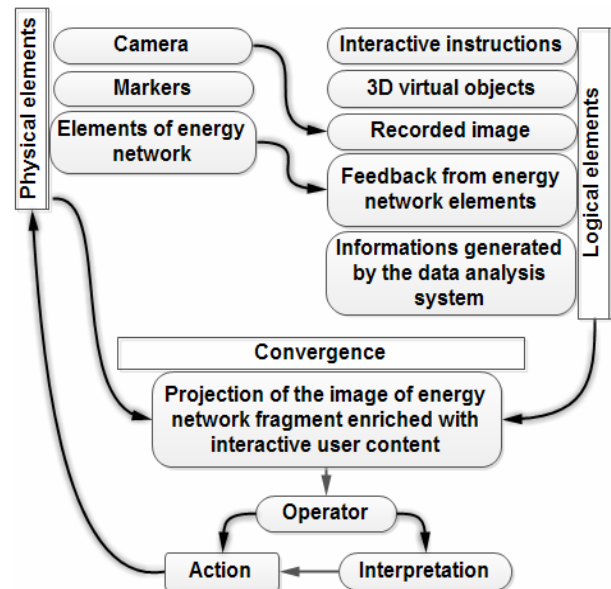 Physical elements
Camera
Markers
Elements of energy
network
Interactive instructions
3D virtual objects
Recorded image
Feedback from energy
network elements
Informations generated
by the data analysis
system
Logical elements
Convergence
Projection of the image of energy
network fragment enriched with
interactive user content
Operator
Action
Interpretation